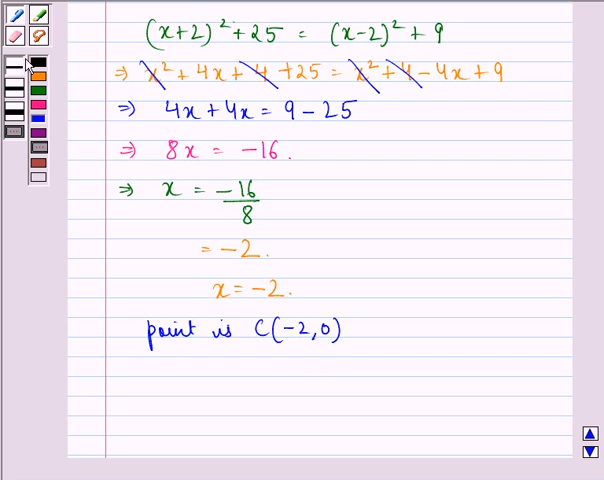 (x+2)² + 25 = (x-2)² + 9
⇒ x² + 4x + 4 + 25 = x² + 4 - 4x + 9
⇒ 4x + 4x = 9 - 25
⇒ 8x = -16.
⇒ x = -16/8
= -2.
x = -2.
point is C(-2,0)